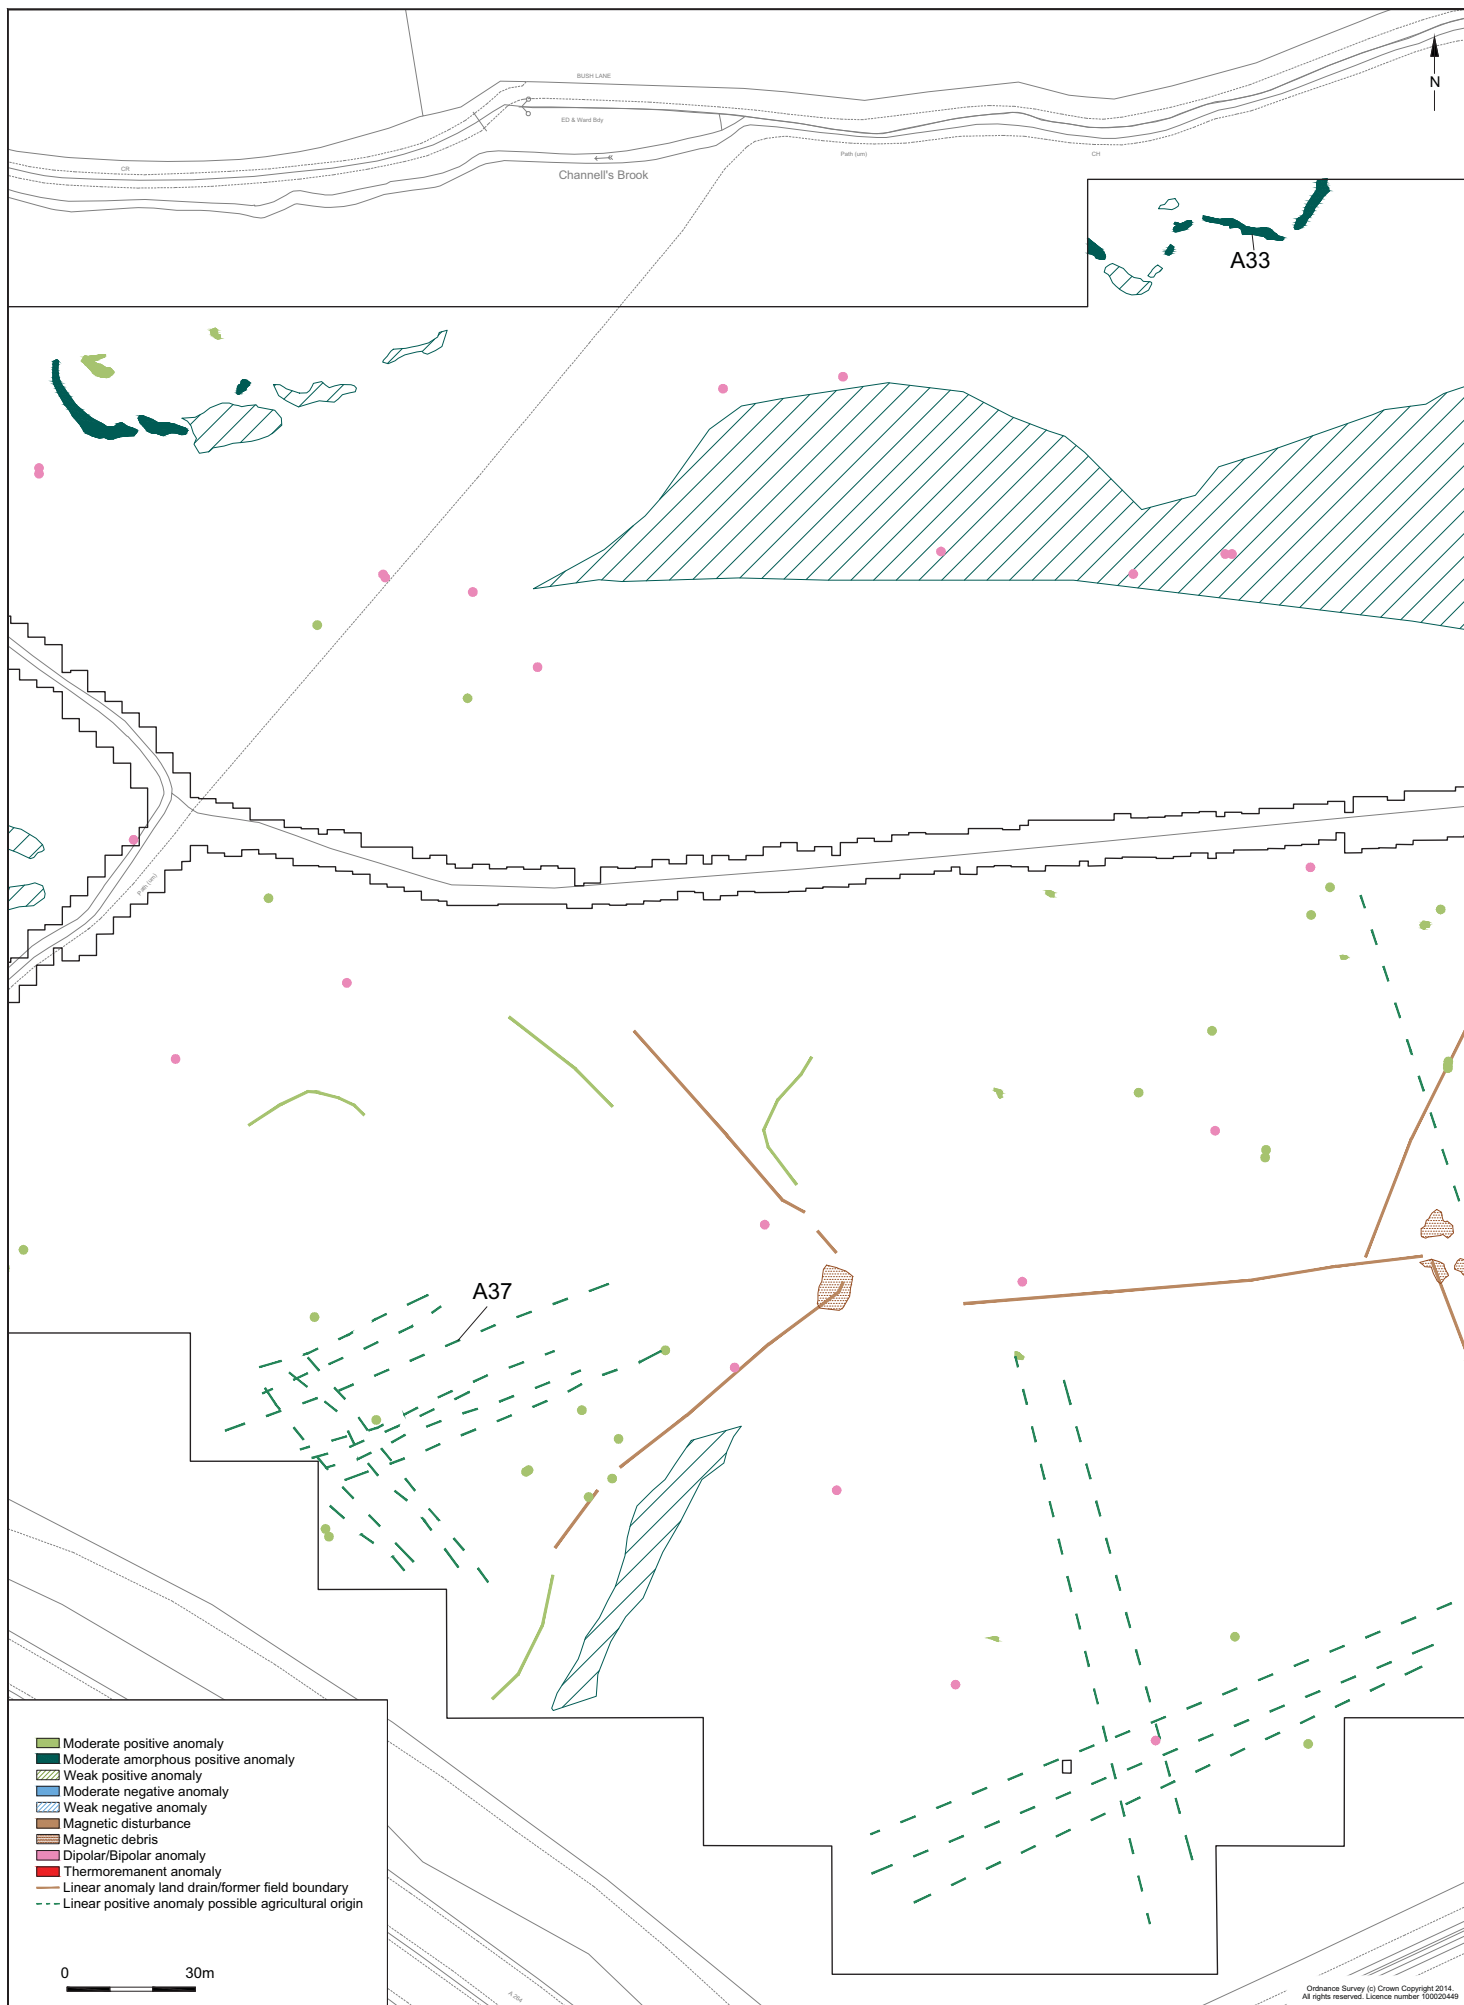 BUSH LANE
N
ED & Ward Bdy
Path (um)
CH
CR
Channell's Brook
A33
Path (um)
A37
Moderate positive anomaly
Moderate amorphous positive anomaly
Weak positive anomaly
Moderate negative anomaly
Weak negative anomaly
Magnetic disturbance
Magnetic debris
Dipolar/Bipolar anomaly
Thermoremanent anomaly
Linear anomaly land drain/former field boundary
Linear positive anomaly possible agricultural origin
0 30m
A 264
Ordnance Survey (c) Crown Copyright 2014.
All rights reserved. Licence number 100020449